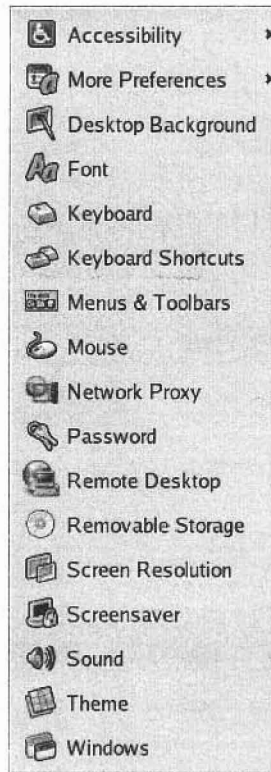 Accessibility
More Preferences
Desktop Background
Font
Keyboard
Keyboard Shortcuts
Menus & Toolbars
Mouse
Network Proxy
Password
Remote Desktop
Removable Storage
Screen Resolution
Screensaver
Sound
Theme
Windows